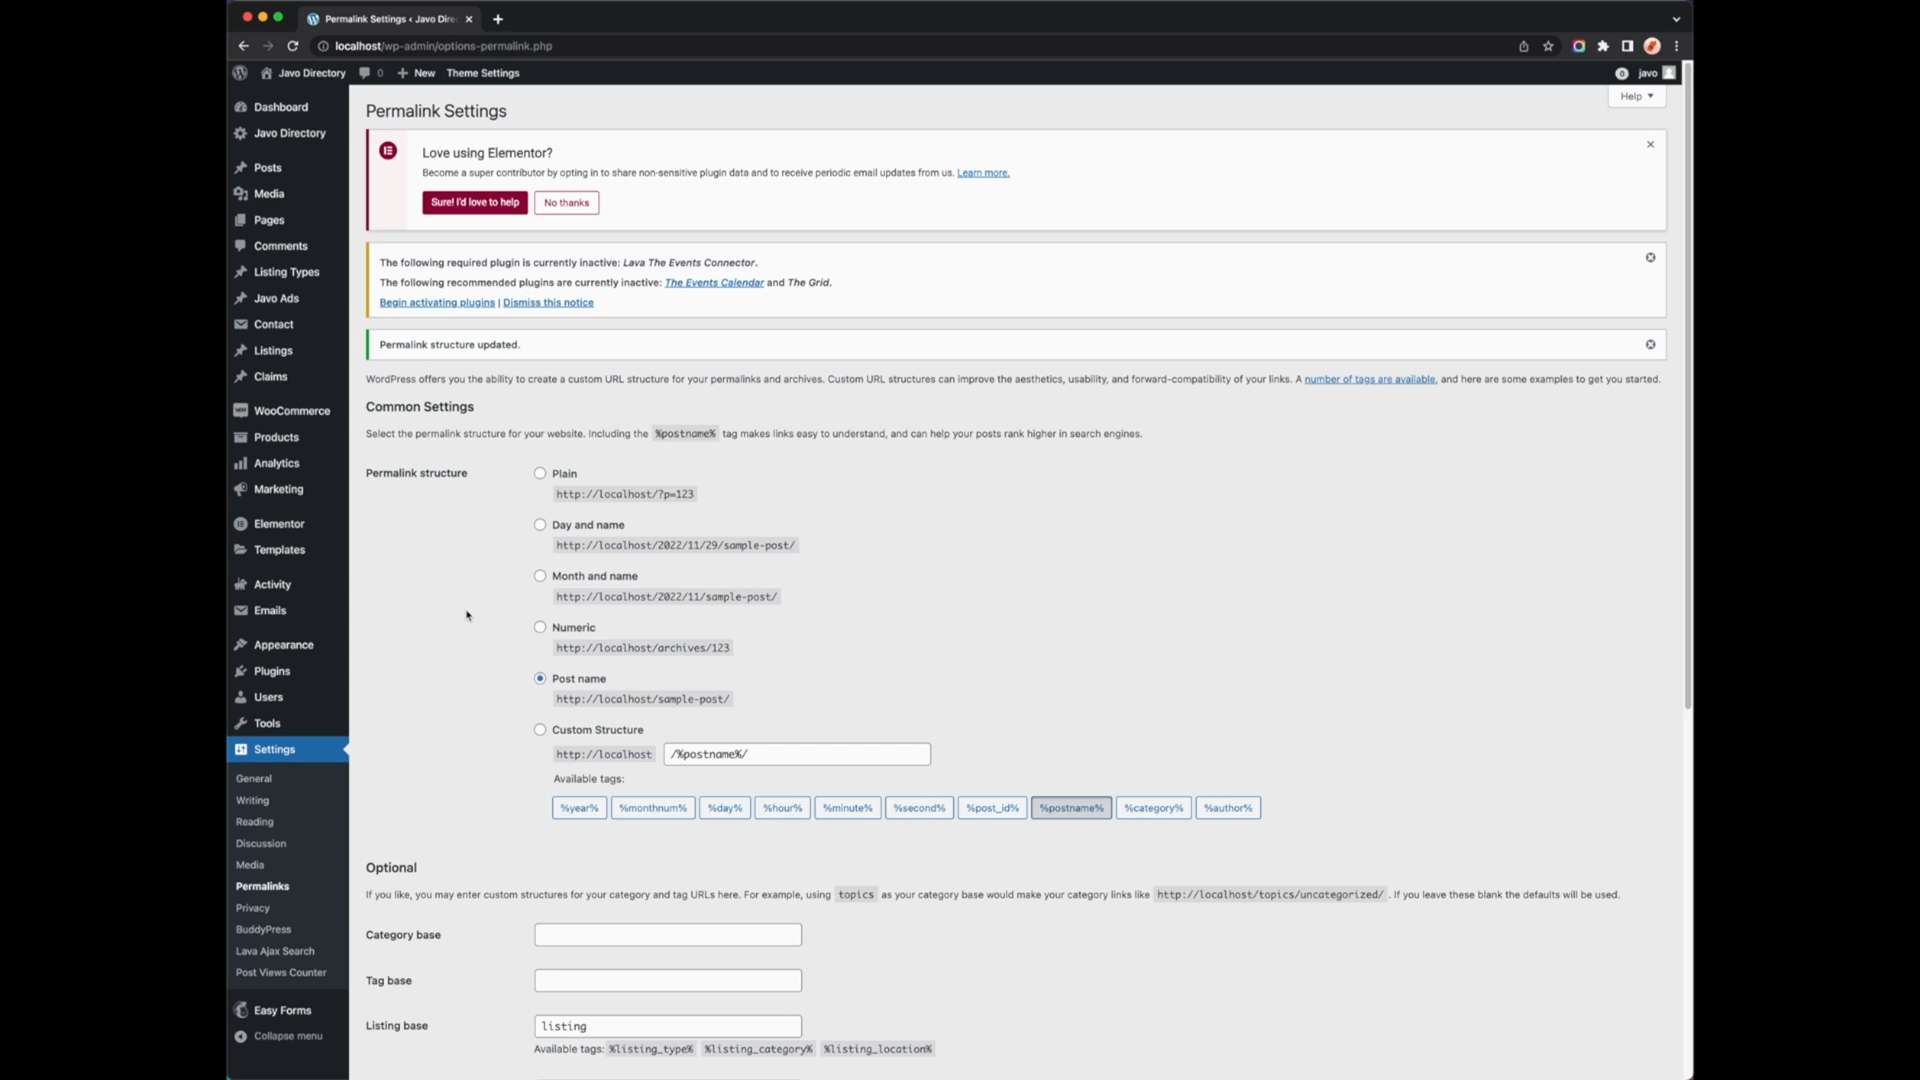 Permalink Settings ‹ Java Dire
localhost/wp-admin/options-permalink.php
Javo Directory 0 New Theme Settings
0 javo
Help
Dashboard
Javo Directory
Posts
Media
Pages
Comments
Listing Types
Javo Ads
Contact
Listings
Claims
WooCommerce
Products
Analytics
Marketing
Elementor
Templates
Activity
Emails
Appearance
Plugins
Users
Tools
Settings
General
Writing
Reading
Discussion
Media
Permalinks
Privacy
BuddyPress
Lava Ajax Search
Post Views Counter
Easy Forms
Collapse menu
Permalink Settings
Love using Elementor?
Become a super contributor by opting in to share non-sensitive plugin data and to receive periodic email updates from us. Learn more.
Sure! I'd love to help No thanks
The following required plugin is currently inactive: Lava The Events Connector.
The following recommended plugins are currently inactive: The Events Calendar and The Grid.
Begin activating plugins | Dismiss this notice
Permalink structure updated.
WordPress offers you the ability to create a custom URL structure for your permalinks and archives. Custom URL structures can improve the aesthetics, usability, and forward-compatibility of your links. A number of tags are available, and here are some examples to get you started.
Common Settings
Select the permalink structure for your website. Including the %postname% tag makes links easy to understand, and can help your posts rank higher in search engines.
Permalink structure
Plain
http://localhost/?p=123
Day and name
http://localhost/2022/11/29/sample-post/
Month and name
http://localhost/2022/11/sample-post/
Numeric
http://localhost/archives/123
Post name
http://localhost/sample-post/
Custom Structure
http://localhost /%postname%/
Available tags:
%year% %monthnum% %day% %hour% %minute% %second% %post_id% %postname% %category% %author%
Optional
If you like, you may enter custom structures for your category and tag URLs here. For example, using topics as your category base would make your category links like http://localhost/topics/uncategorized/ . If you leave these blank the defaults will be used.
Category base
Tag base
Listing base listing
Available tags: %listing_type% %listing_category% %listing_location%